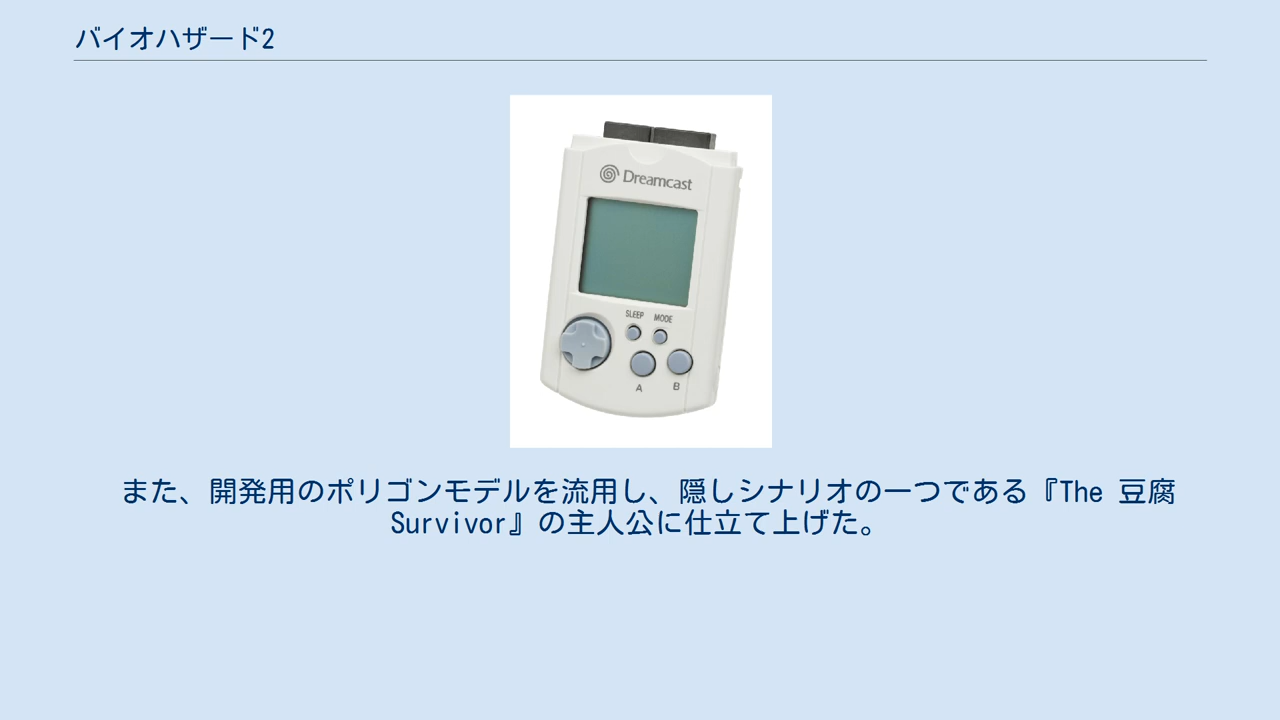 バイオハザード2
Dreamcast
SLEEP MODE
A B
また、開発用のポリゴンモデルを流用し、隠しシナリオの一つである『The 豆腐
Survivor』の主人公に仕立て上げた。